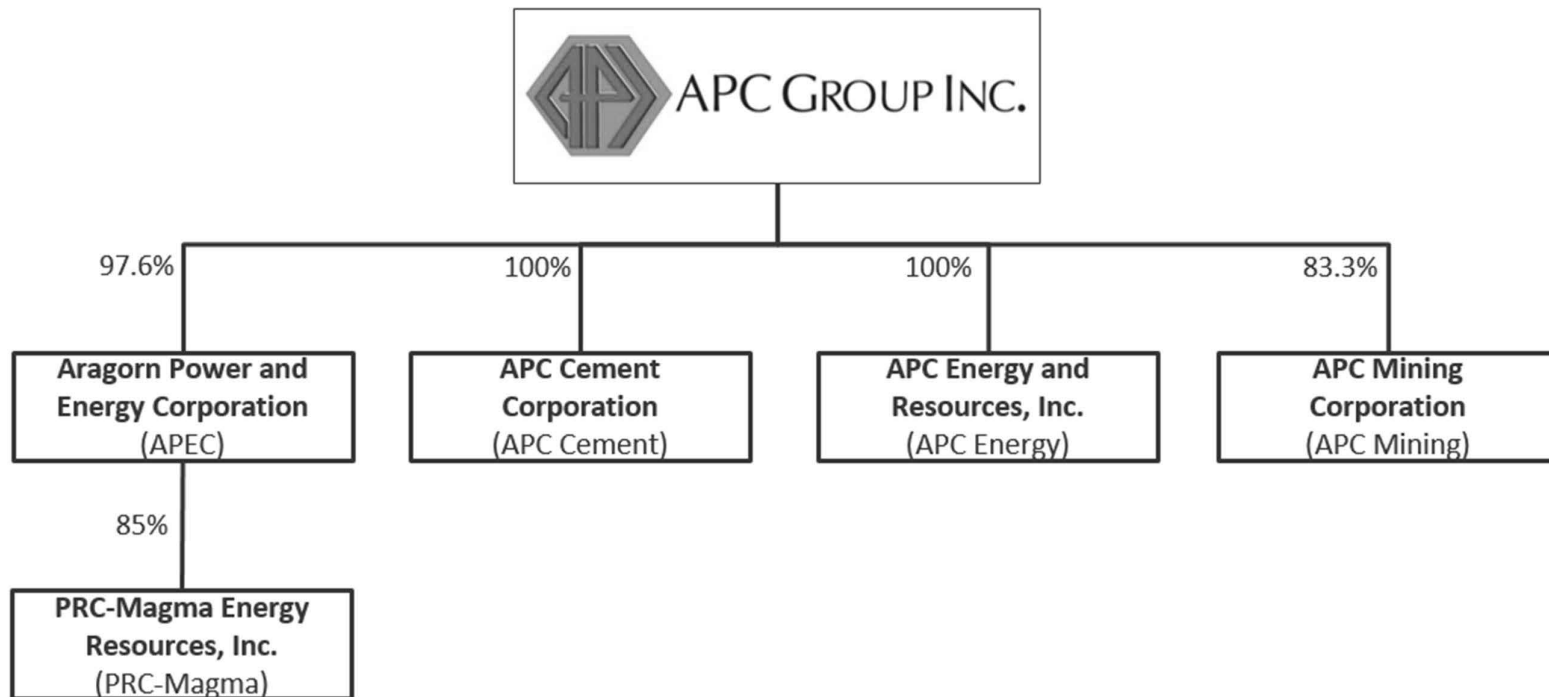 APC GROUP INC.
97.6%
100%
100%
83.3%
Aragorn Power and
Energy Corporation
(APEC)
APC Cement
Corporation
(APC Cement)
APC Energy and
Resources, Inc.
(APC Energy)
APC Mining
Corporation
(APC Mining)
85%
PRC-Magma Energy
Resources, Inc.
(PRC-Magma)